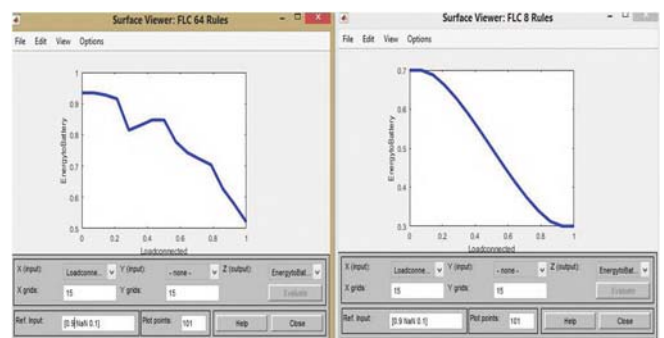 Surface Viewer: FLC 64 Rules
File Edit View Options
1
0.9
0.8
0.7
0.6
0.5
0 0.2 0.4 0.6 0.8 1
EnergytoBattery
Loadconnected
X (input): Loadconne... Y (input): - none - Z (output): EnergytoBat...
X grids: 15 Y grids: 15 Evaluate
Ref. Input: [0.9 NaN 0.1] Plot points: 101 Help Close
Surface Viewer: FLC 8 Rules
File Edit View Options
0.7
0.6
0.5
0.4
0.3
0 0.2 0.4 0.6 0.8 1
EnergytoBattery
Loadconnected
X (input): Loadconne... Y (input): - none - Z (output): EnergytoBat...
X grids: 15 Y grids: 15 Evaluate
Ref. Input: [0.9 NaN 0.1] Plot points: 101 Help Close